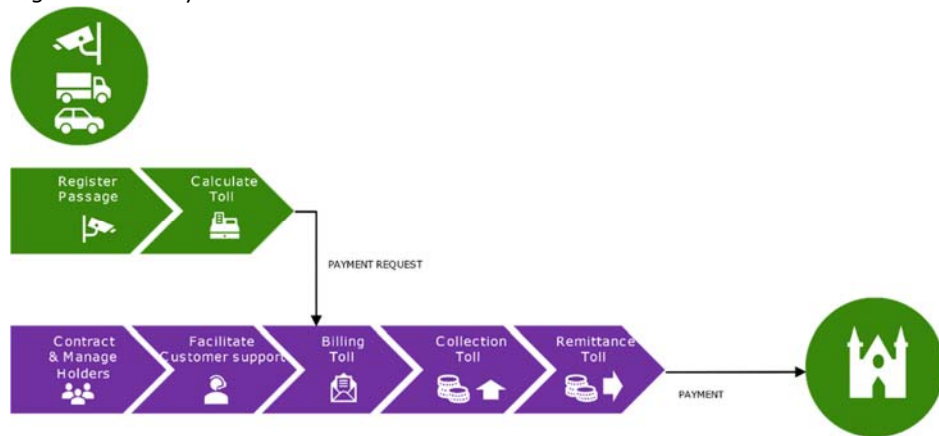 Register
Passage
Calculate
Toll
PAYMENT REQUEST
Contract
& Manage
Holders
Facilitate
Customer support
Billing
Toll
Collection
Toll
Remittance
Toll
PAYMENT